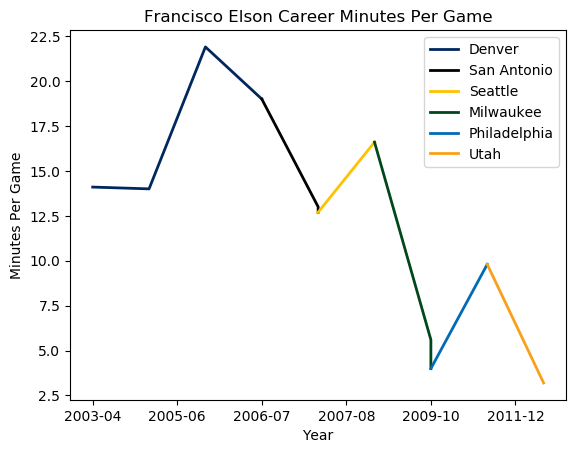 Francisco Elson Career Minutes Per Game
22.5
20.0
17.5
15.0
12.5
10.0
7.5
5.0
2.5
Minutes Per Game
Denver
San Antonio
Seattle
Milwaukee
Philadelphia
Utah
2003-04 2005-06 2006-07 2007-08 2009-10 2011-12
Year